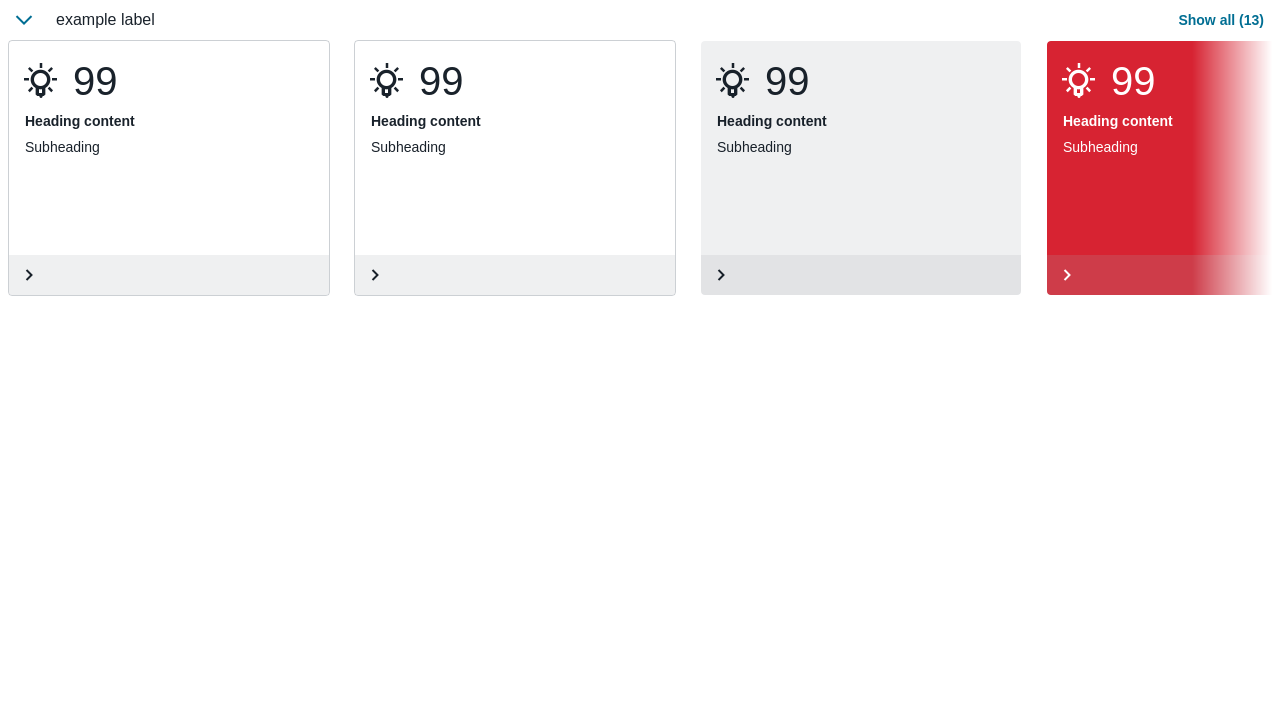 example label
Show all (13)
99
Heading content
Subheading
99
Heading content
Subheading
99
Heading content
Subheading
99
Heading content
Subheading